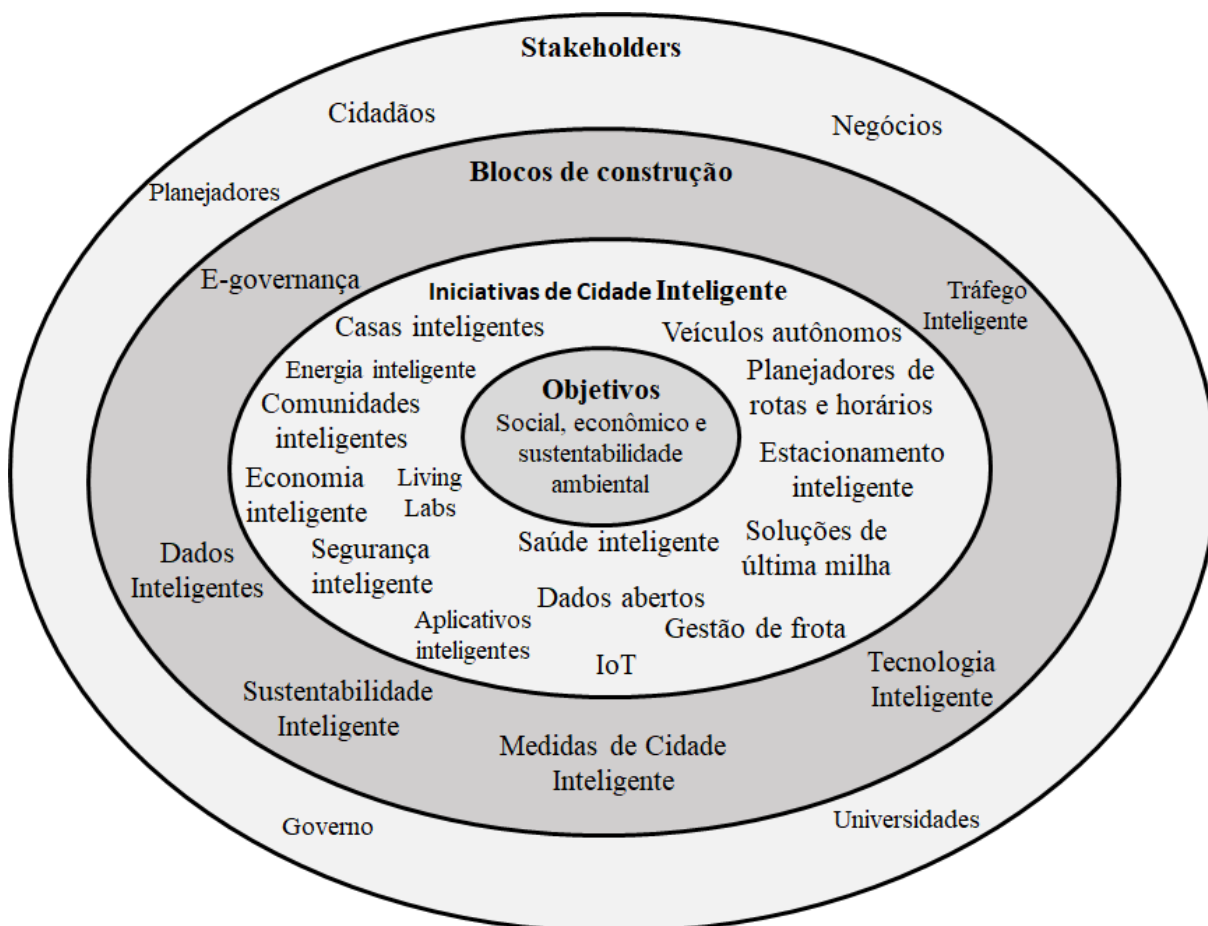 Stakeholders
Cidadãos
Negócios
Planejadores
Blocos de construção
E-governança
Tráfego
Inteligente
Iniciativas de Cidade Inteligente
Casas inteligentes
Veículos autônomos
Energia inteligente
Planejadores de
rotas e horários
Comunidades
inteligentes
Objetivos
Social, econômico e
sustentabilidade
ambiental
Estacionamento
inteligente
Economia
inteligente
Living
Labs
Saúde inteligente
Soluções de
última milha
Segurança
inteligente
Dados
Inteligentes
Dados abertos
Gestão de frota
Aplicativos
inteligentes
IoT
Tecnologia
Inteligente
Sustentabilidade
Inteligente
Medidas de Cidade
Inteligente
Governo
Universidades